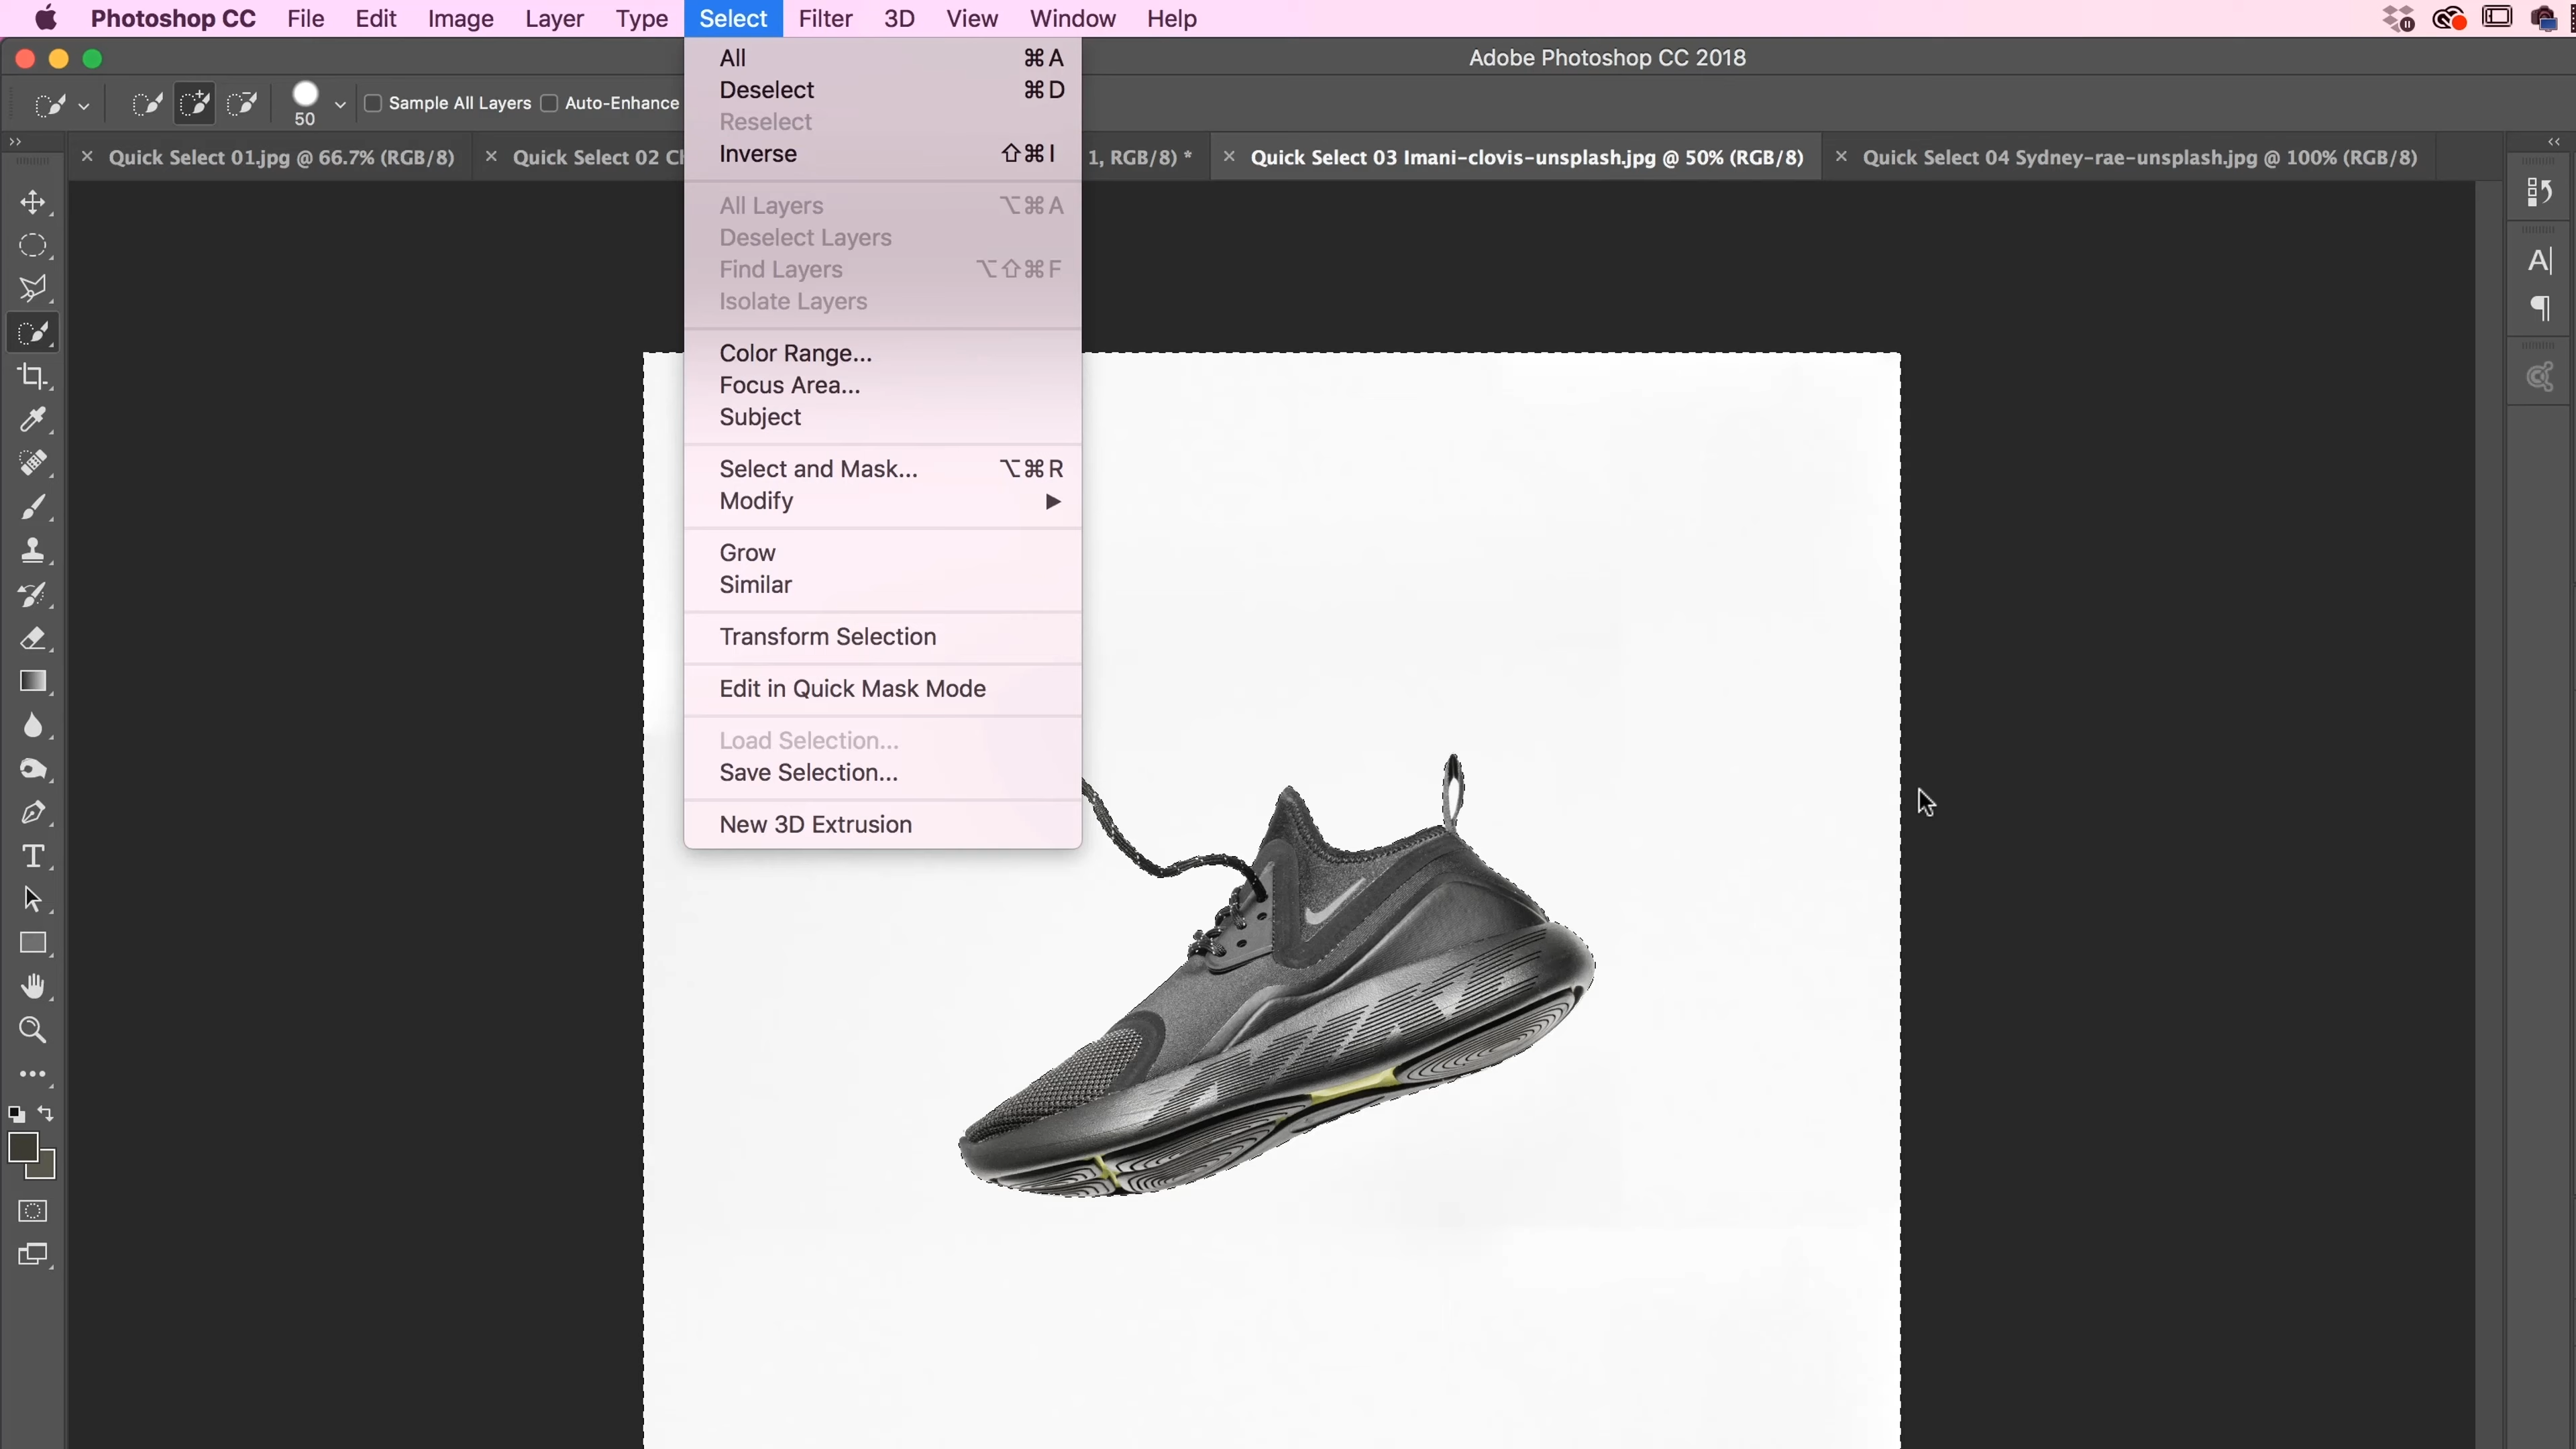 Photoshop CC File Edit Image Layer Type Select Filter 3D View Window Help
Adobe Photoshop CC 2018
50
Sample All Layers Auto-Enhance
Quick Select 01.jpg @ 66.7% (RGB/8) Quick Select 02 1, RGB/8) * Quick Select 03 Imani-clovis-unsplash.jpg @ 50% (RGB/8) Quick Select 04 Sydney-rae-unsplash.jpg @ 100% (RGB/8)
All ⌘A
Deselect ⌘D
Reselect
Inverse ⇧⌘I
All Layers ⌥⌘A
Deselect Layers
Find Layers ⌥⇧⌘F
Isolate Layers
Color Range...
Focus Area...
Subject
Select and Mask... ⌥⌘R
Modify
Grow
Similar
Transform Selection
Edit in Quick Mask Mode
Load Selection...
Save Selection...
New 3D Extrusion